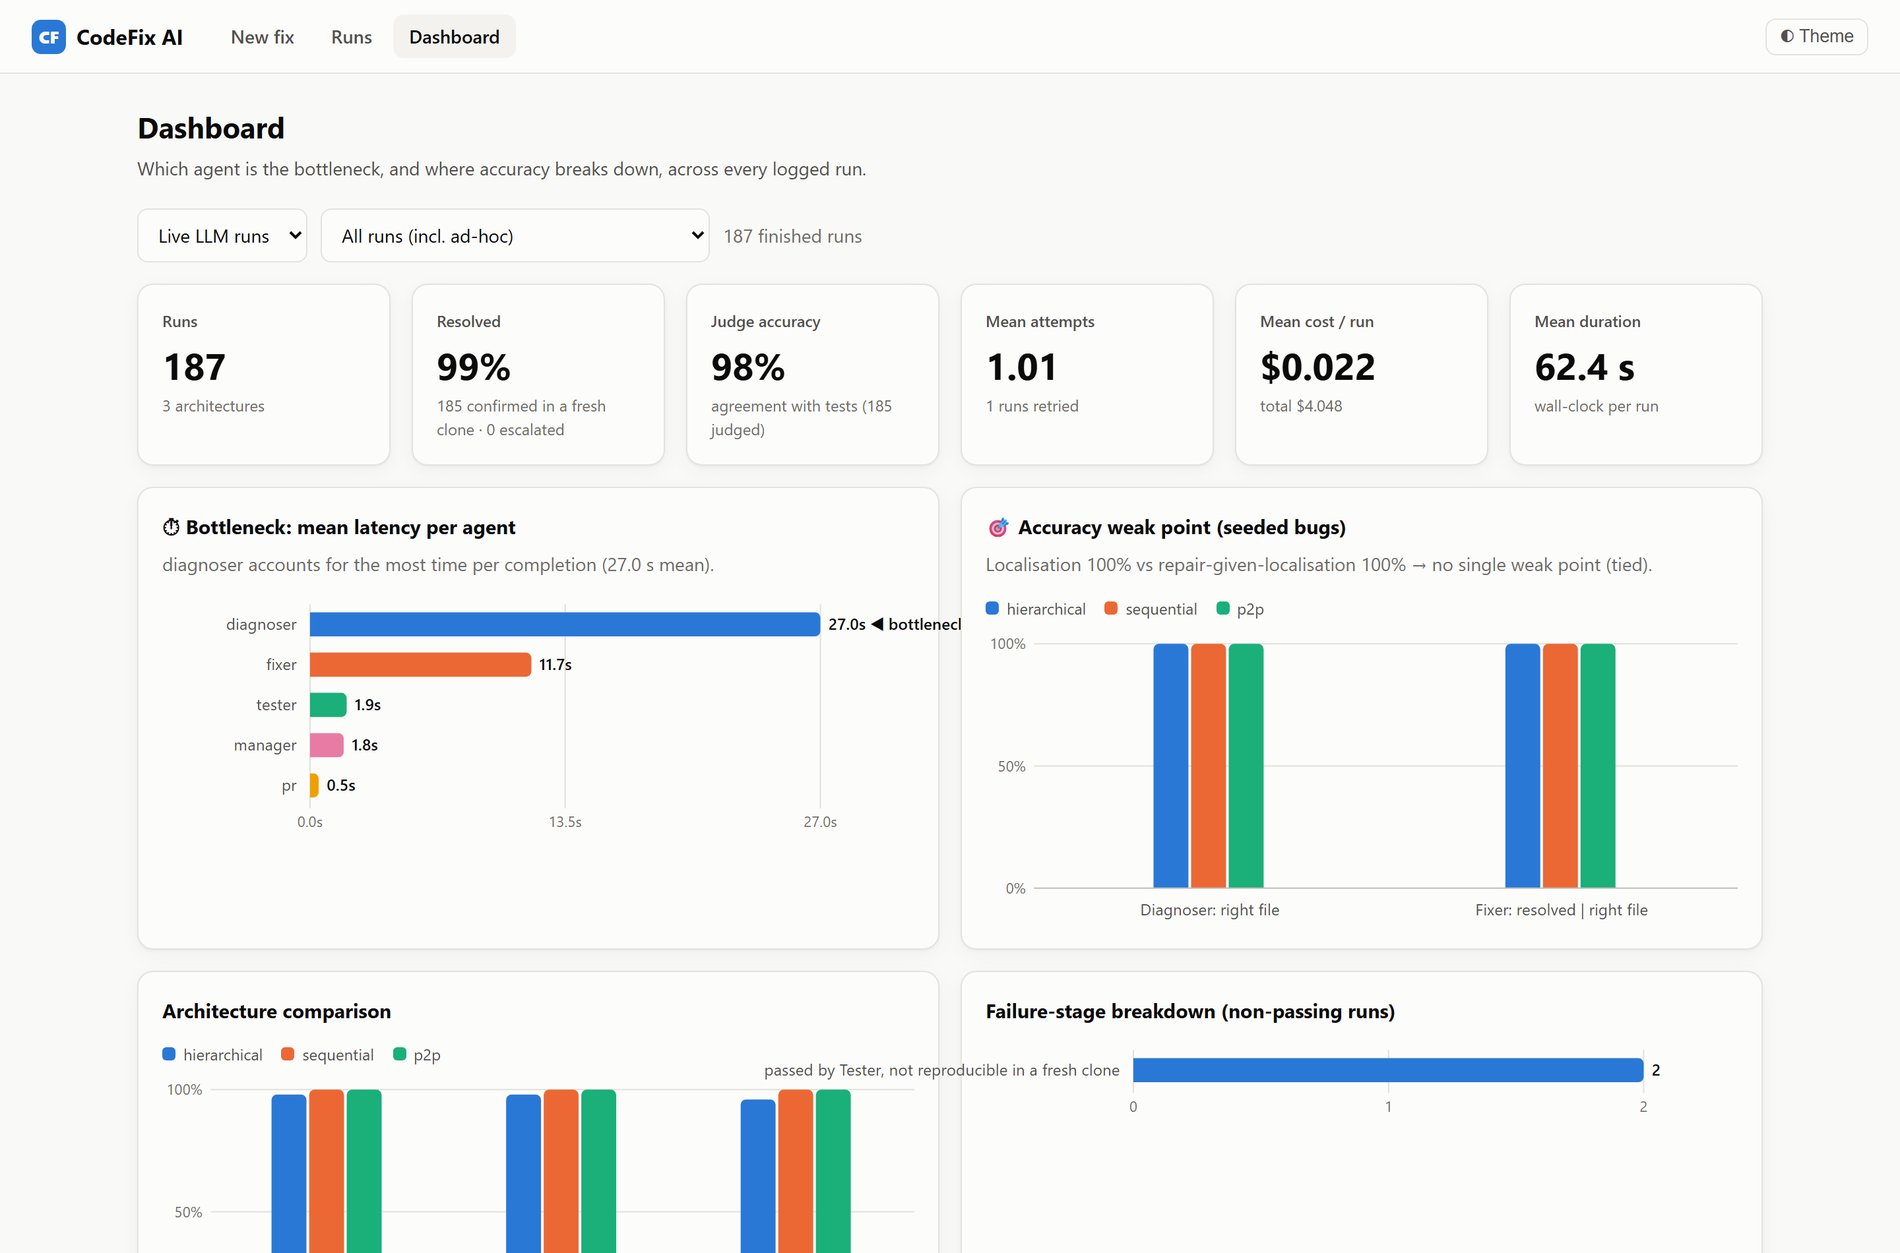 CF CodeFix AI New fix Runs Dashboard ◐ Theme
Dashboard
Which agent is the bottleneck, and where accuracy breaks down, across every logged run.
Live LLM runs All runs (incl. ad-hoc) 187 finished runs
Runs
187
3 architectures
Resolved
99%
185 confirmed in a fresh
clone · 0 escalated
Judge accuracy
98%
agreement with tests (185
judged)
Mean attempts
1.01
1 runs retried
Mean cost / run
$0.022
total $4.048
Mean duration
62.4 s
wall-clock per run
⏱ Bottleneck: mean latency per agent
diagnoser accounts for the most time per completion (27.0 s mean).
diagnoser 27.0s ◀ bottleneck
fixer 11.7s
tester 1.9s
manager 1.8s
pr 0.5s
0.0s 13.5s 27.0s
🎯 Accuracy weak point (seeded bugs)
Localisation 100% vs repair-given-localisation 100% → no single weak point (tied).
hierarchical sequential p2p
100%
50%
0%
Diagnoser: right file Fixer: resolved | right file
Architecture comparison
hierarchical sequential p2p
100%
50%
Failure-stage breakdown (non-passing runs)
passed by Tester, not reproducible in a fresh clone 2
0 1 2